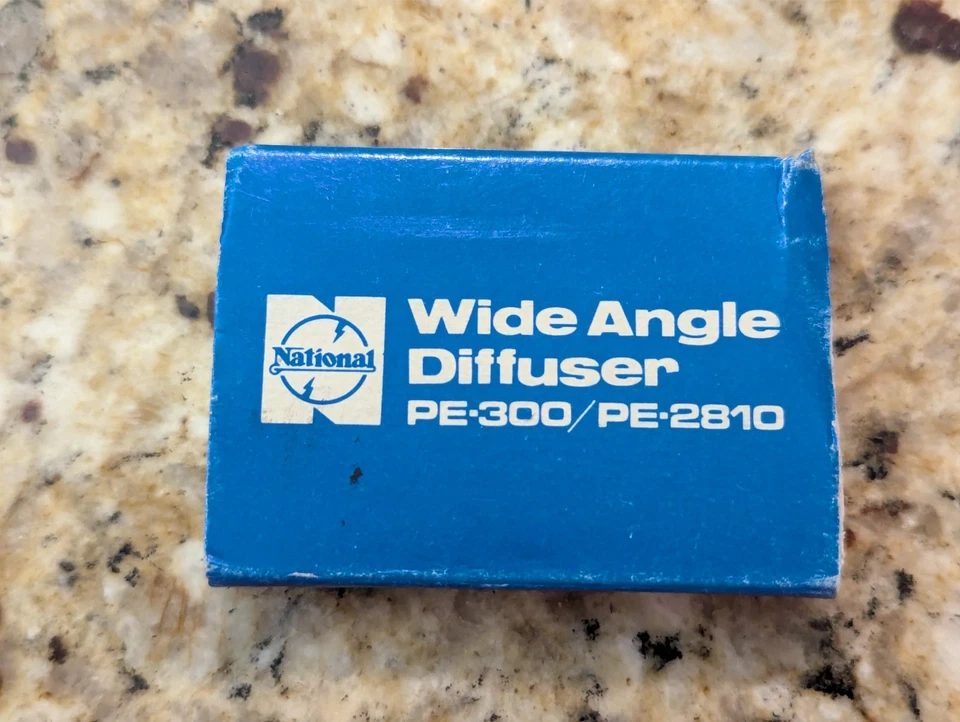 National
Wide Angle
Diffuser
PE-300/PE-2810